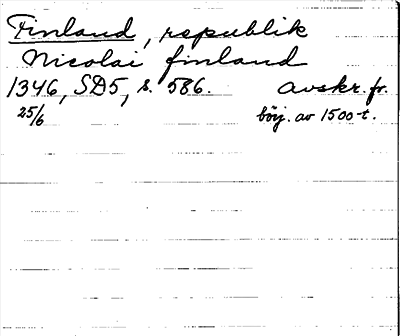 Finland, republik
Nicolai finland
1346, SD5, s. 586. avskr. fr.
25/6 börj. av 1500-t.